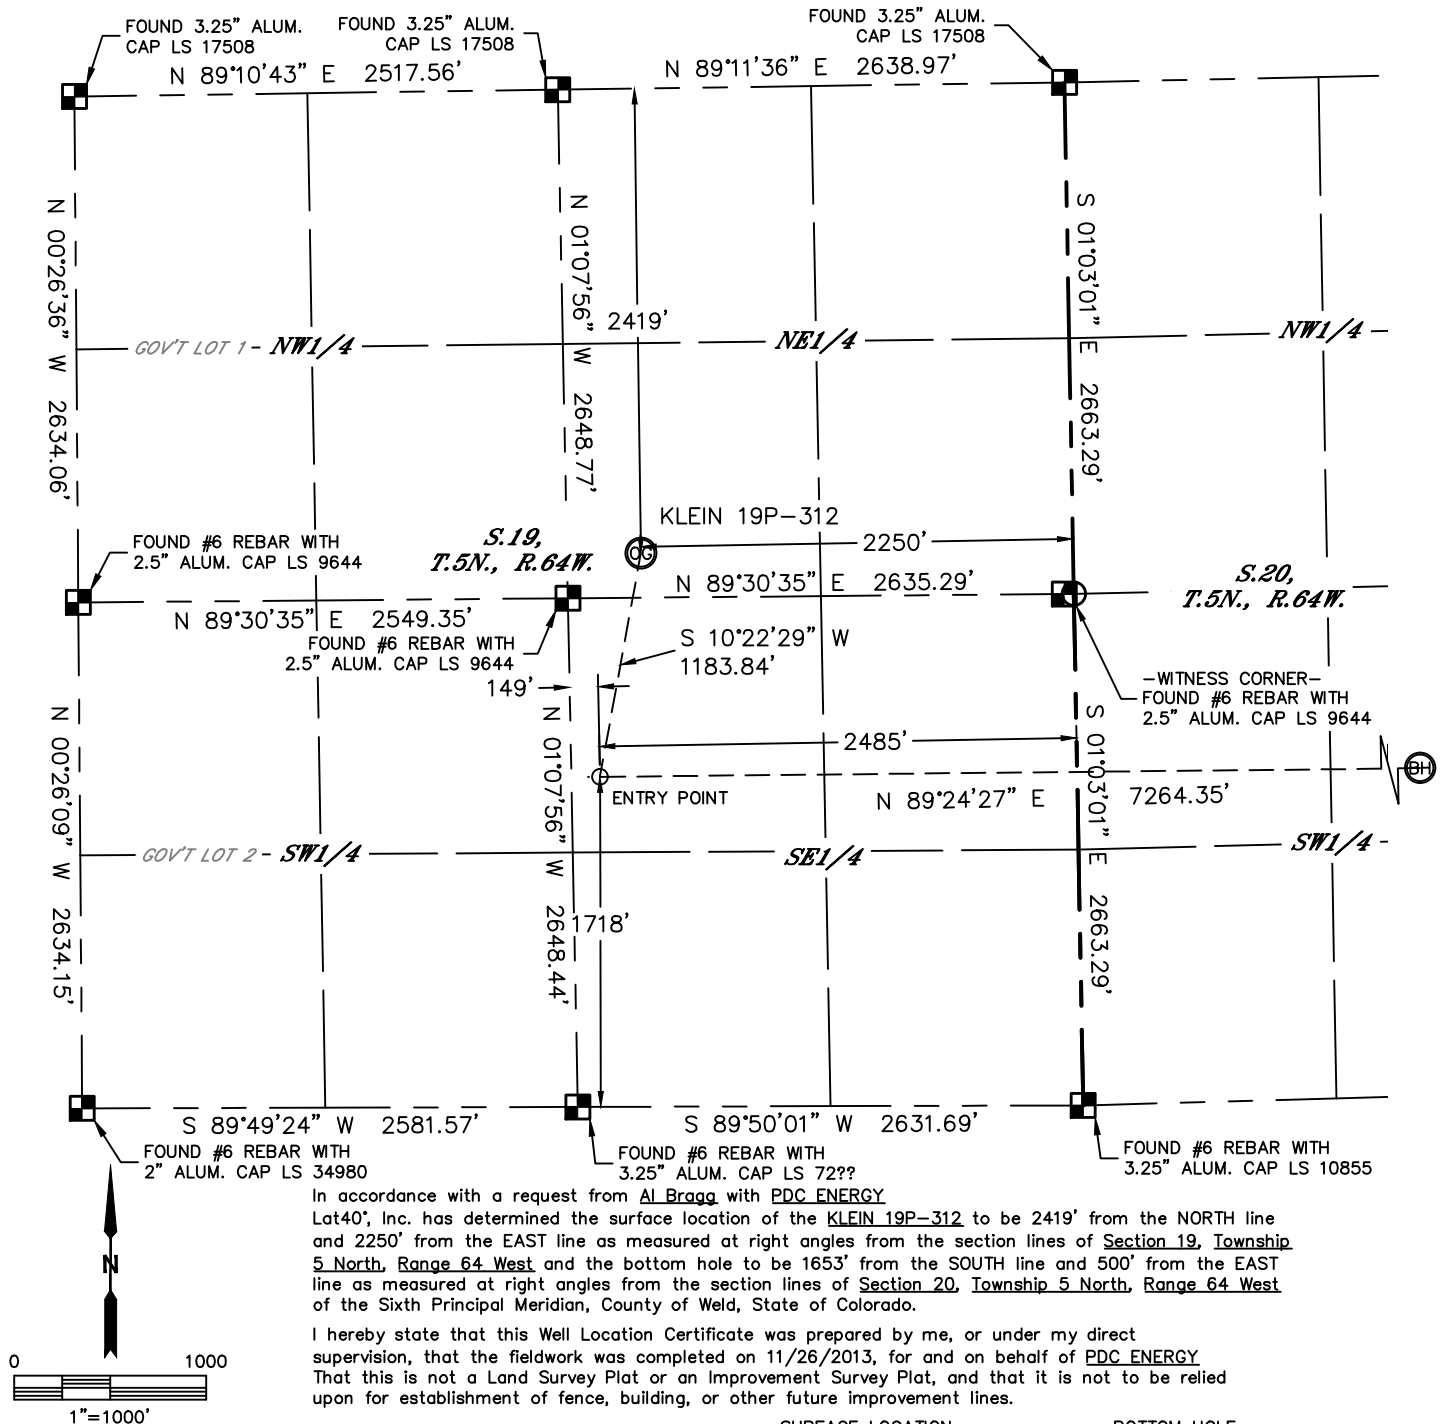 FOUND 3.25" ALUM.
CAP LS 17508
FOUND 3.25" ALUM.
CAP LS 17508
FOUND 3.25" ALUM.
CAP LS 17508
N 89°10'43" E 2517.56'
N 89°11'36" E 2638.97'
N 00°26'36" W 2634.06'
N 01°07'56" W 2648.77'
2419'
S 01°03'01" E 2663.29'
GOV'T LOT 1 - NW1/4
NE1/4
NW1/4 -
KLEIN 19P-312
OG
2250'
FOUND #6 REBAR WITH
2.5" ALUM. CAP LS 9644
S.19,
T.5N., R.64W.
N 89°30'35" E 2635.29'
S.20,
T.5N., R.64W.
N 89°30'35" E 2549.35'
FOUND #6 REBAR WITH
2.5" ALUM. CAP LS 9644
S 10°22'29" W
1183.84'
149'
-WITNESS CORNER-
FOUND #6 REBAR WITH
2.5" ALUM. CAP LS 9644
N 00°26'09" W 2634.15'
N 01°07'56" W 2648.44'
2485'
S 01°03'01" E 2663.29'
BH
ENTRY POINT
N 89°24'27" E 7264.35'
GOV'T LOT 2 - SW1/4
SE1/4
SW1/4 -
1718'
S 89°49'24" W 2581.57'
S 89°50'01" W 2631.69'
FOUND #6 REBAR WITH
2" ALUM. CAP LS 34980
FOUND #6 REBAR WITH
3.25" ALUM. CAP LS 72??
FOUND #6 REBAR WITH
3.25" ALUM. CAP LS 10855
In accordance with a request from Al Bragg with PDC ENERGY
Lat40°, Inc. has determined the surface location of the KLEIN 19P-312 to be 2419' from the NORTH line
and 2250' from the EAST line as measured at right angles from the section lines of Section 19, Township
5 North, Range 64 West and the bottom hole to be 1653' from the SOUTH line and 500' from the EAST
line as measured at right angles from the section lines of Section 20, Township 5 North, Range 64 West
of the Sixth Principal Meridian, County of Weld, State of Colorado.
I hereby state that this Well Location Certificate was prepared by me, or under my direct
supervision, that the fieldwork was completed on 11/26/2013, for and on behalf of PDC ENERGY
That this is not a Land Survey Plat or an Improvement Survey Plat, and that it is not to be relied
upon for establishment of fence, building, or other future improvement lines.
N
0 1000
1"=1000'
SURFACE LOCATION
BOTTOM HOLE